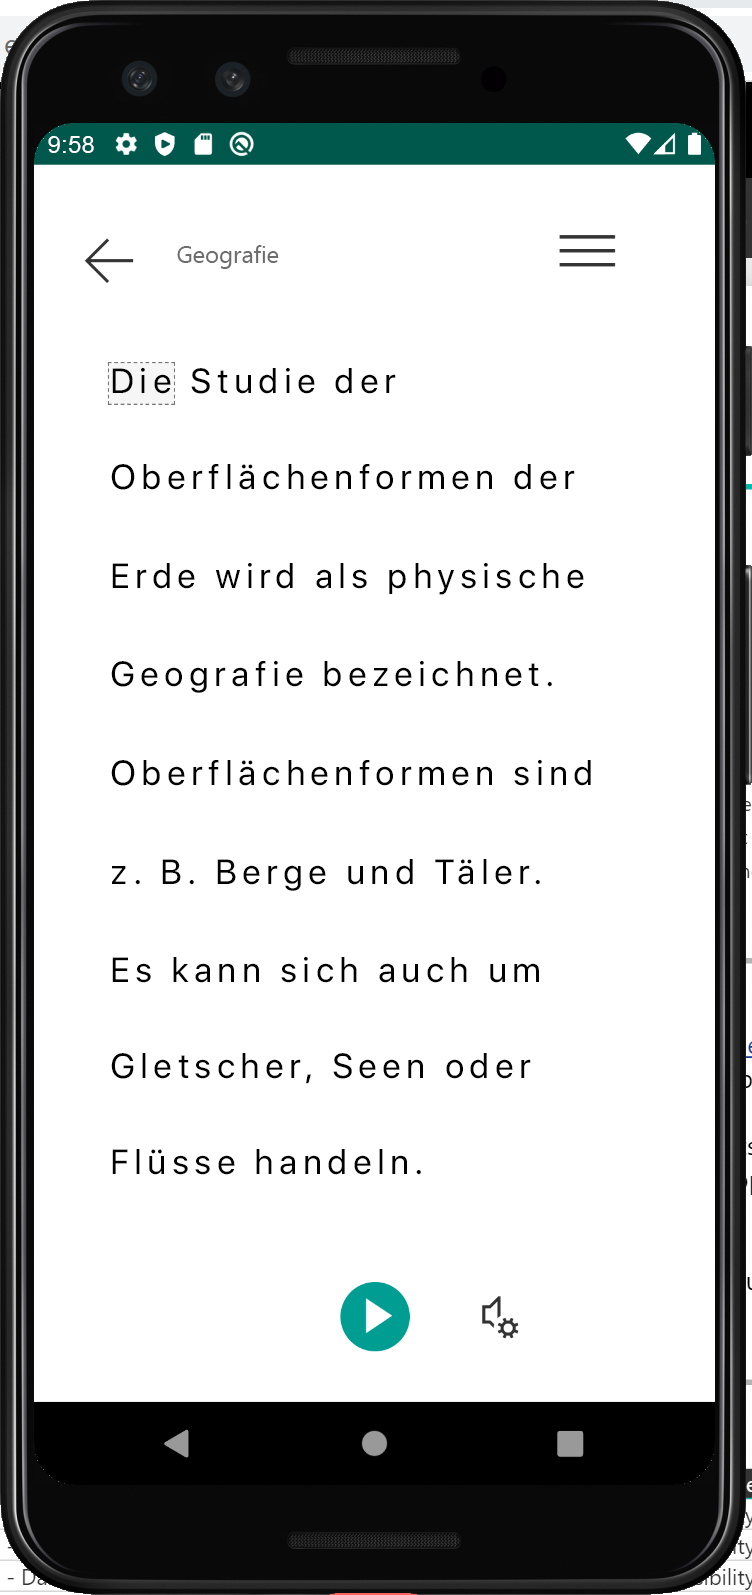 9:58
Geografie
Die Studie der
Oberflächenformen der
Erde wird als physische
Geografie bezeichnet.
Oberflächenformen sind
z. B. Berge und Täler.
Es kann sich auch um
Gletscher, Seen oder
Flüsse handeln.